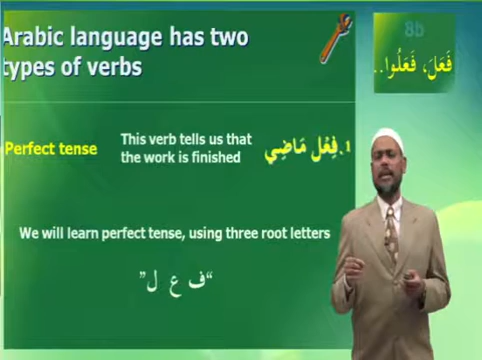 Arabic language has two
types of verbs
8b
فَعَلَ، فَعَلُوا..
Perfect tense
This verb tells us that
the work is finished
1.فِعْل مَاضِي
We will learn perfect tense, using three root letters
“ف ع ل”